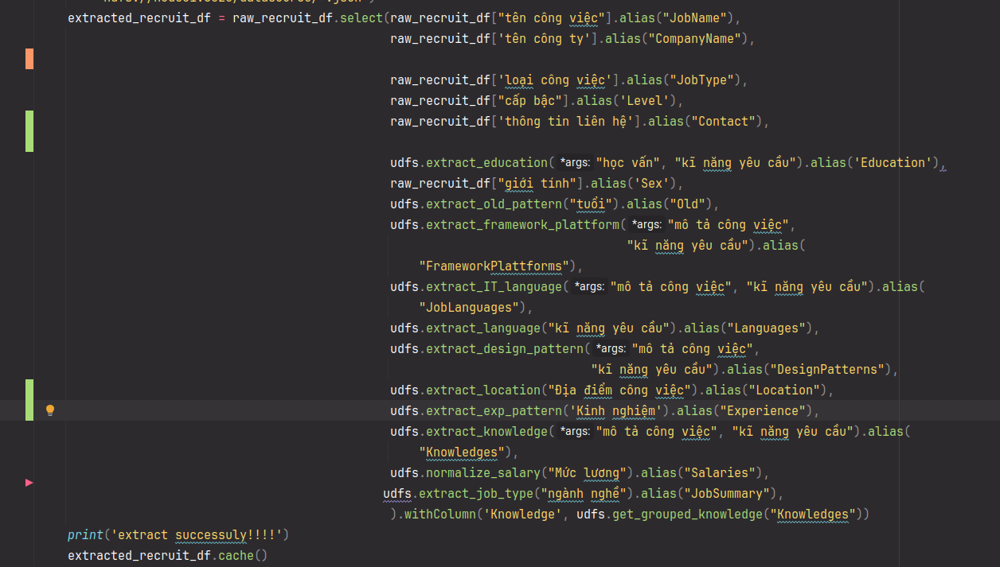 extracted_recruit_df = raw_recruit_df.select(raw_recruit_df["tên công việc"].alias("JobName"),
raw_recruit_df['tên công ty'].alias("CompanyName"),
raw_recruit_df['loại công việc'].alias("JobType"),
raw_recruit_df["cấp bậc"].alias('Level'),
raw_recruit_df['thông tin liên hệ'].alias("Contact"),
udfs.extract_education( *args: "học vấn", "kĩ năng yêu cầu").alias('Education'),
raw_recruit_df["giới tính"].alias('Sex'),
udfs.extract_old_pattern("tuổi").alias("Old"),
udfs.extract_framework_plattform( *args: "mô tả công việc",
"kĩ năng yêu cầu").alias(
"FrameworkPlattforms"),
udfs.extract_IT_language( *args: "mô tả công việc", "kĩ năng yêu cầu").alias(
"JobLanguages"),
udfs.extract_language("kĩ năng yêu cầu").alias("Languages"),
udfs.extract_design_pattern( *args: "mô tả công việc",
"kĩ năng yêu cầu").alias("DesignPatterns"),
udfs.extract_location("Địa điểm công việc").alias("Location"),
udfs.extract_exp_pattern('Kinh nghiệm').alias("Experience"),
udfs.extract_knowledge( *args: "mô tả công việc", "kĩ năng yêu cầu").alias(
"Knowledges"),
udfs.normalize_salary("Mức lương").alias("Salaries"),
udfs.extract_job_type("ngành nghề").alias("JobSummary"),
).withColumn('Knowledge', udfs.get_grouped_knowledge("Knowledges"))
print('extract successuly!!!!')
extracted_recruit_df.cache()